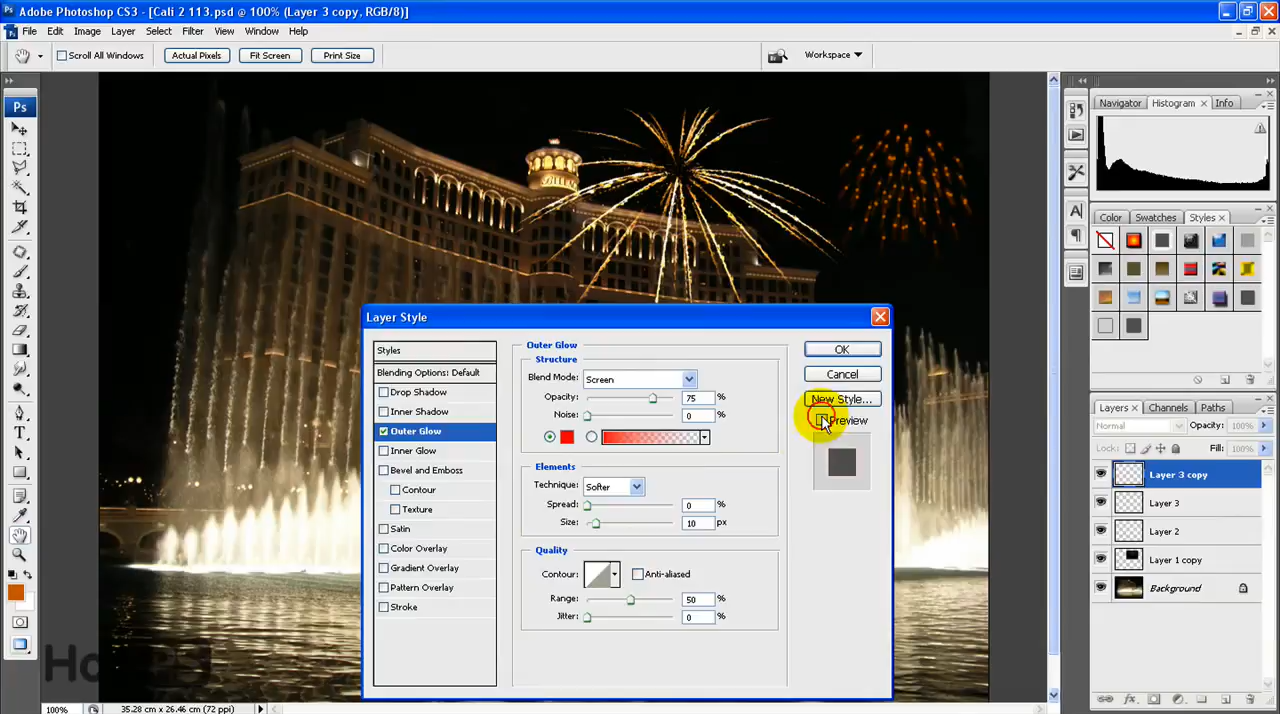 Adobe Photoshop CS3 - [Cali 2 113.psd @ 100% (Layer 3 copy, RGB/8)]
File Edit Image Layer Select Filter View Window Help
Scroll All Windows Actual Pixels Fit Screen Print Size Workspace
Ps
Navigator Histogram × Info
Color Swatches Styles ×
Layers × Channels Paths
Normal Opacity: 100%
Lock: Fill: 100%
Layer 3 copy
Layer 3
Layer 2
Layer 1 copy
Background
Layer Style
Styles
Blending Options: Default
Drop Shadow
Inner Shadow
Outer Glow
Inner Glow
Bevel and Emboss
Contour
Texture
Satin
Color Overlay
Gradient Overlay
Pattern Overlay
Stroke
Outer Glow
Structure
Blend Mode: Screen
Opacity: 75 %
Noise: 0 %
Elements
Technique: Softer
Spread: 0 %
Size: 10 px
Quality
Contour: Anti-aliased
Range: 50 %
Jitter: 0 %
OK
Cancel
New Style...
Preview
100% 35.28 cm × 26.46 cm (72 ppi)